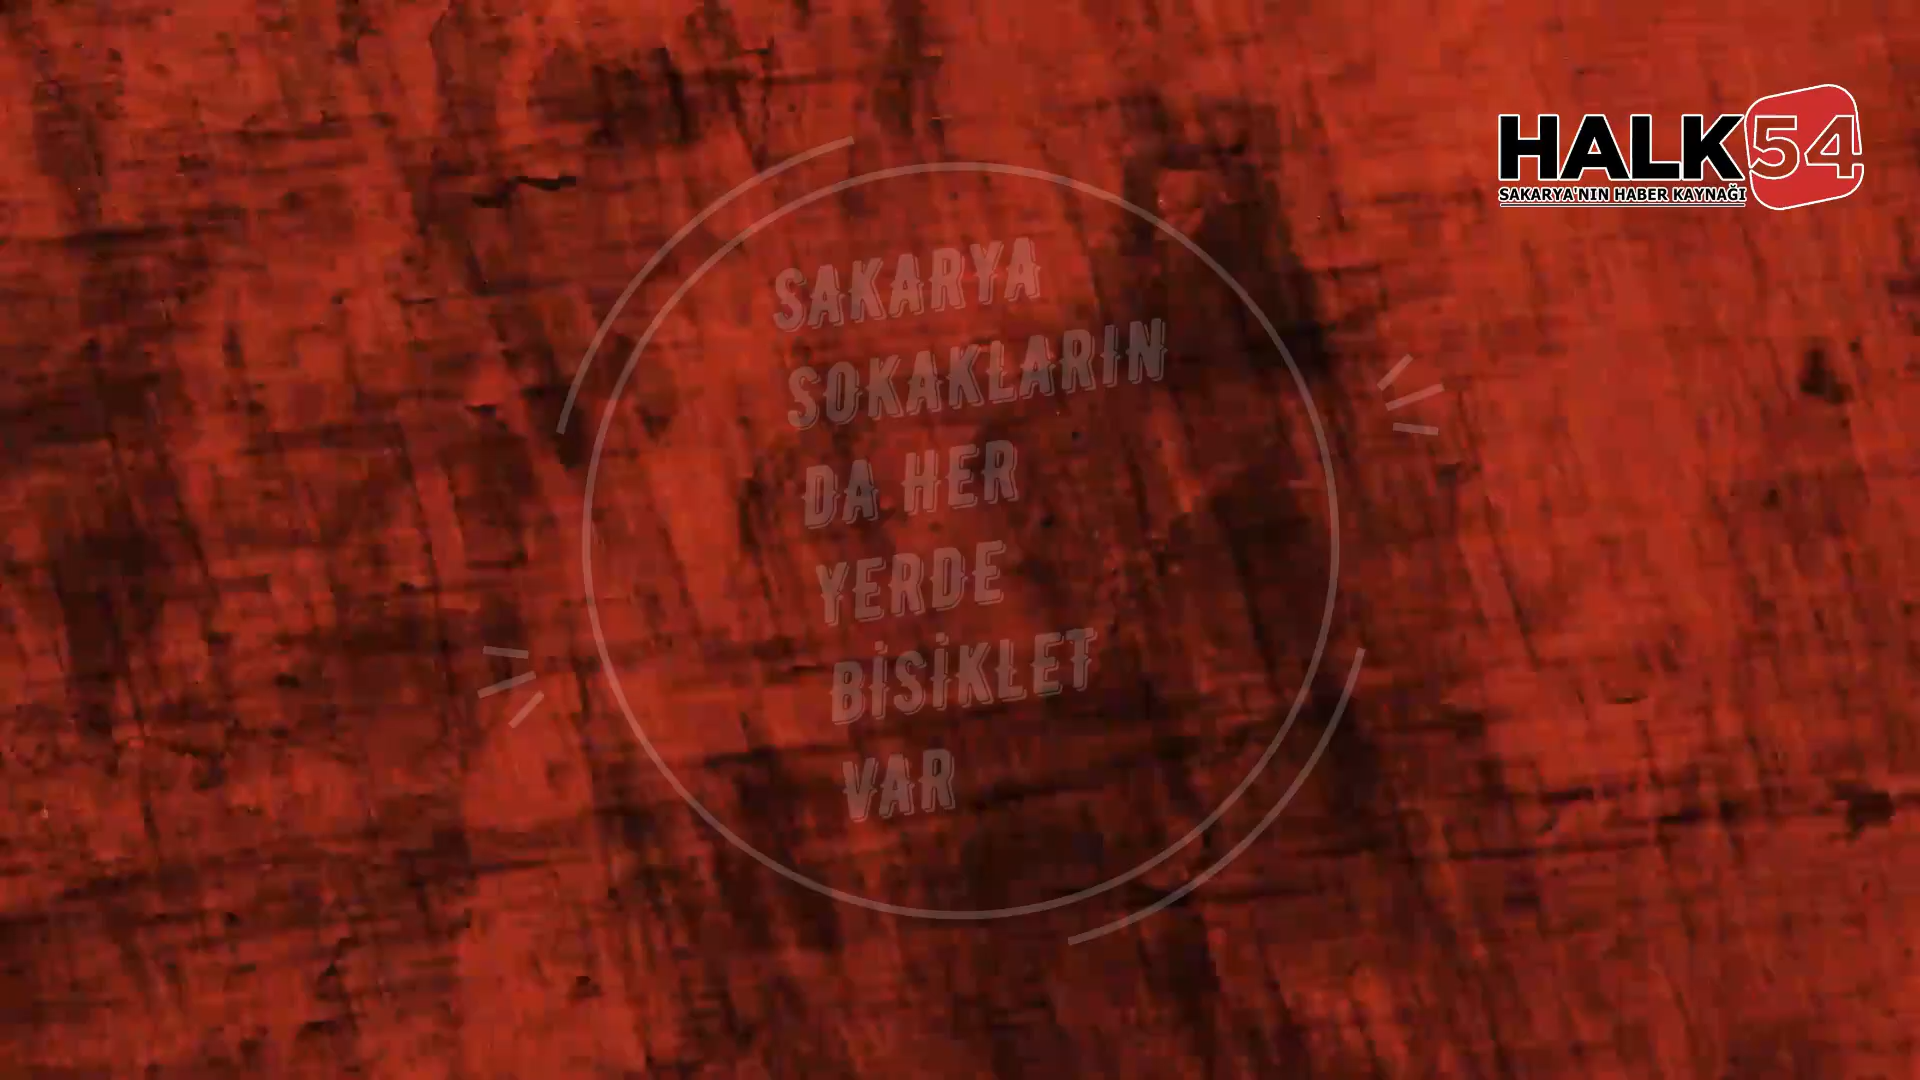 HALK54
SAKARYA'NIN HABER KAYNAĞI
SAKARYA
SOKAKLARIN
DA HER
YERDE
BİSİKLET
VAR